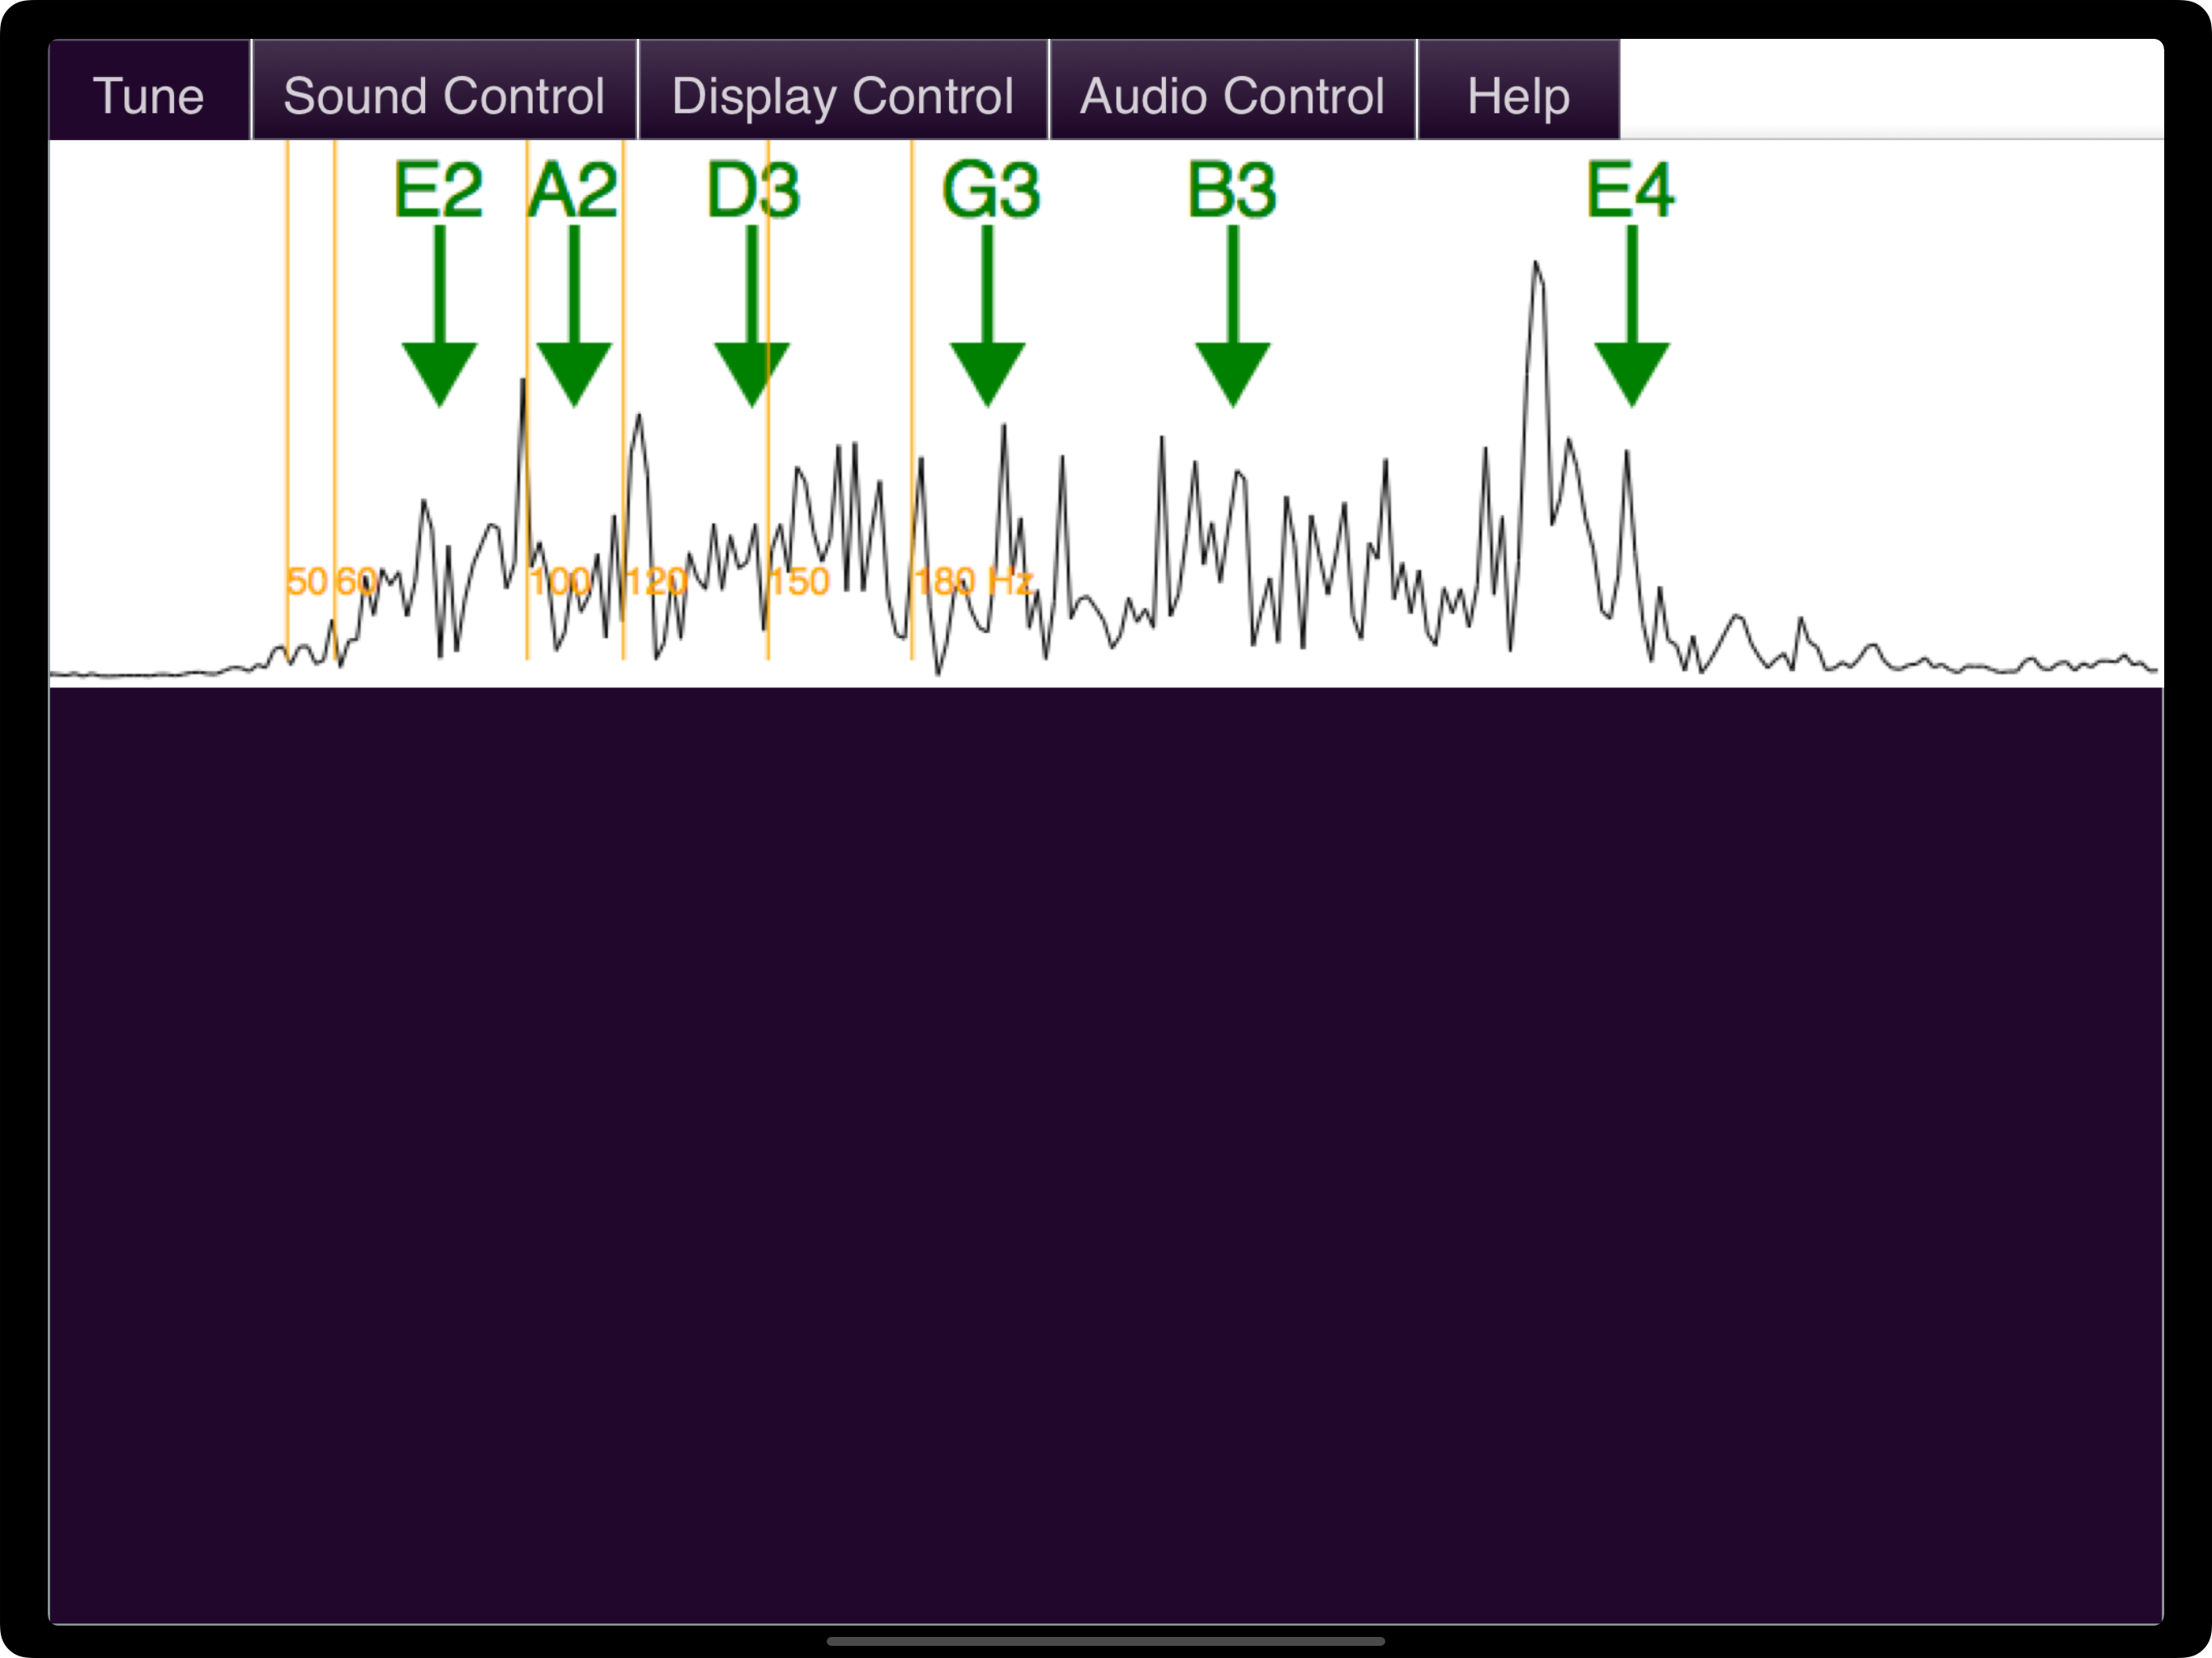 Tune Sound Control Display Control Audio Control Help
E2 A2 D3 G3 B3 E4
50 60 100 120 150 180 Hz